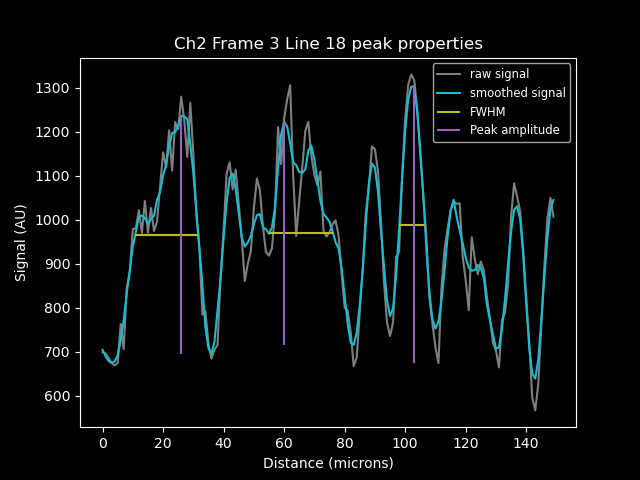 Ch2 Frame 3 Line 18 peak properties
raw signal
smoothed signal
FWHM
Peak amplitude
Signal (AU)
1300
1200
1100
1000
900
800
700
600
0 20 40 60 80 100 120 140
Distance (microns)